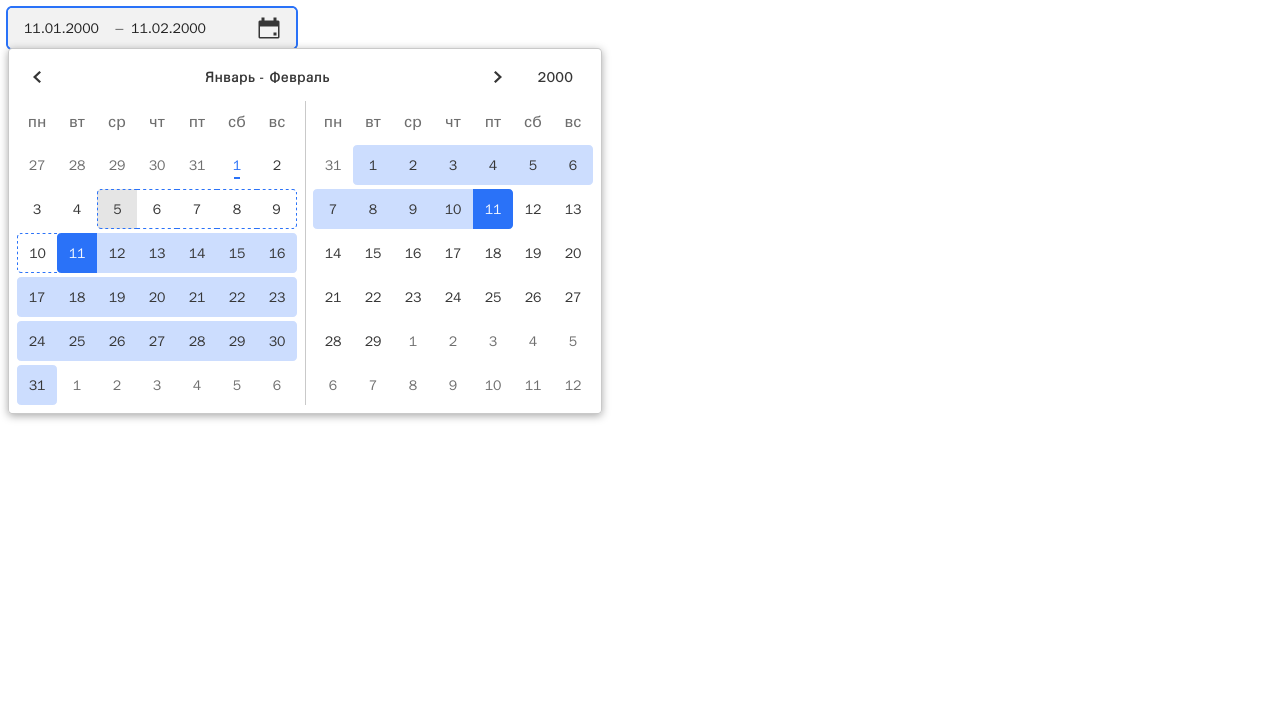 11.01.2000 – 11.02.2000
Январь - Февраль 2000
пн вт ср чт пт сб вс
27 28 29 30 31 1 2
3 4 5 6 7 8 9
10 11 12 13 14 15 16
17 18 19 20 21 22 23
24 25 26 27 28 29 30
31 1 2 3 4 5 6
пн вт ср чт пт сб вс
31 1 2 3 4 5 6
7 8 9 10 11 12 13
14 15 16 17 18 19 20
21 22 23 24 25 26 27
28 29 1 2 3 4 5
6 7 8 9 10 11 12